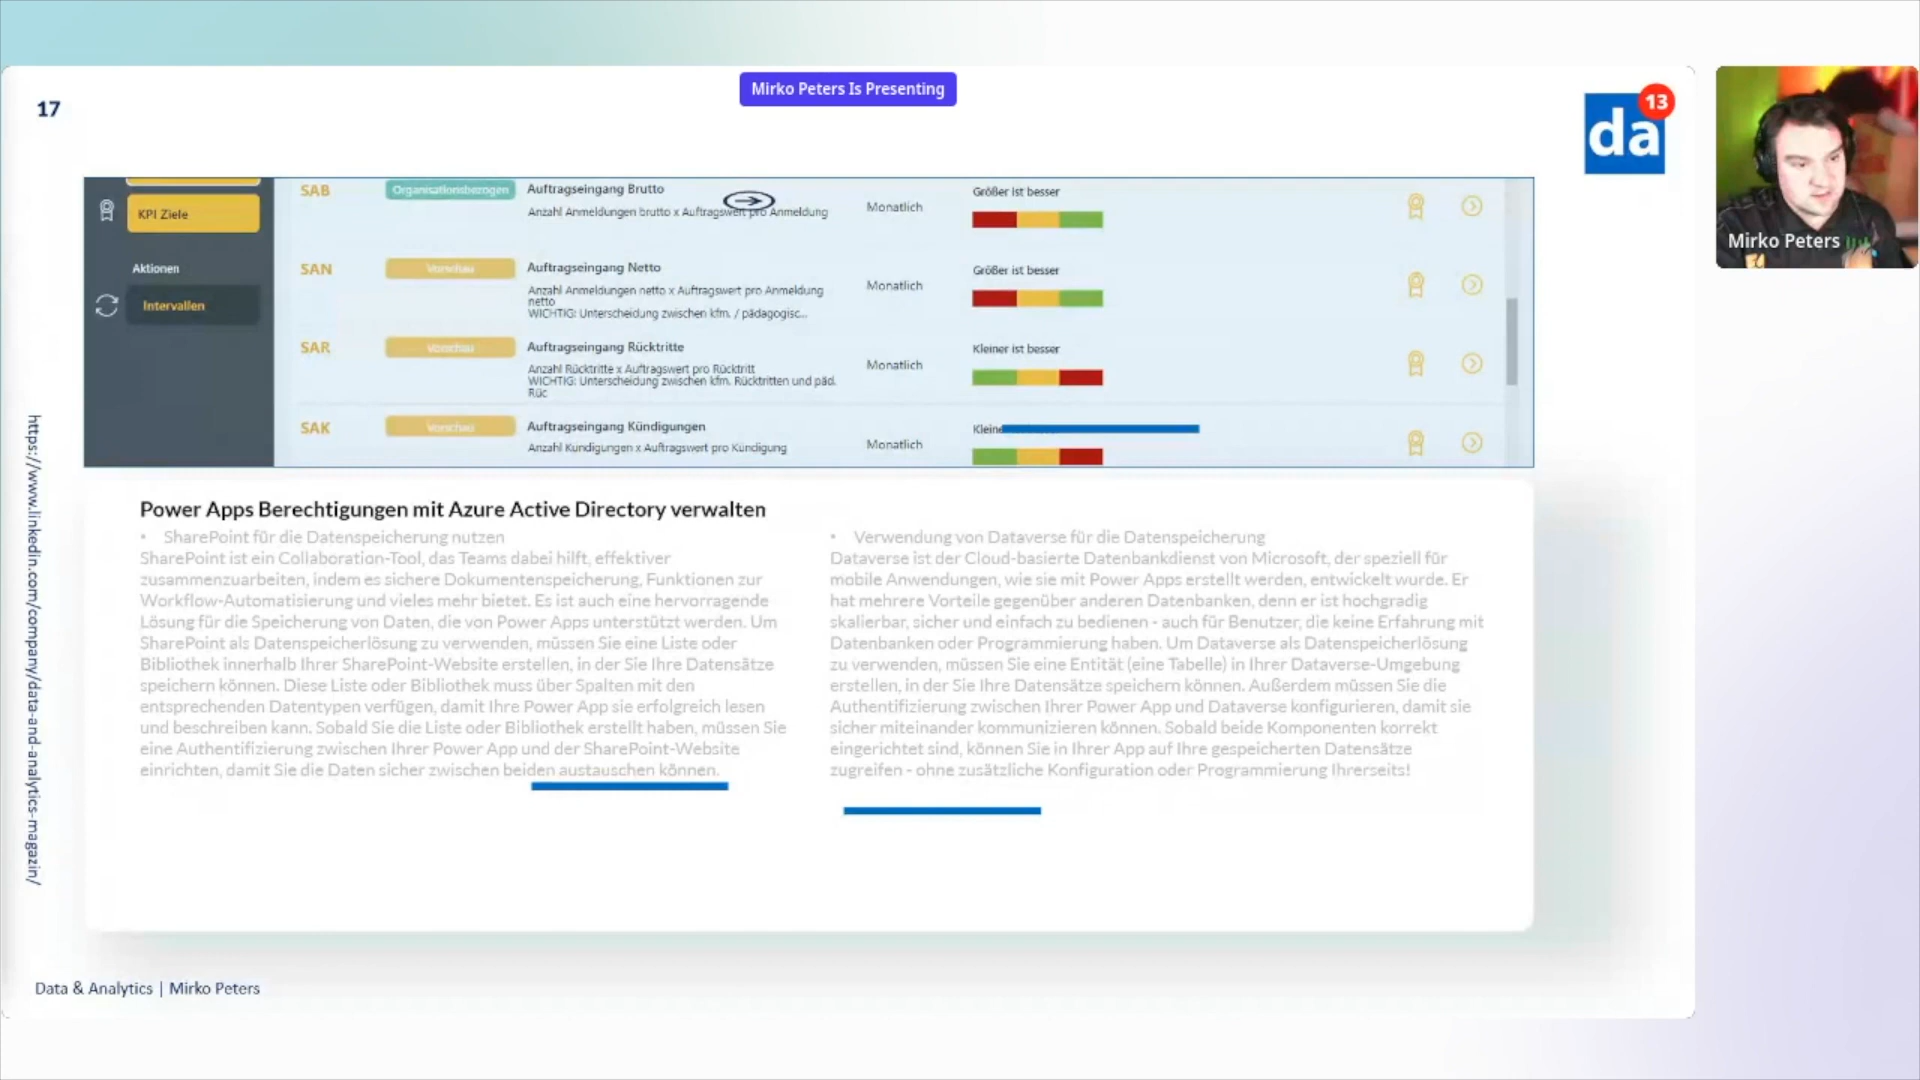 Mirko Peters Is Presenting
17
da
13
Mirko Peters
KPI Ziele
Aktionen
Intervallen
SAB
Organisationsbezogen
Auftragseingang Brutto
Anzahl Anmeldungen brutto x Auftragswert pro Anmeldung
Monatlich
Größer ist besser
SAN
Vorschau
Auftragseingang Netto
Anzahl Anmeldungen netto x Auftragswert pro Anmeldung
netto
WICHTIG: Unterscheidung zwischen kfm. / pädagogisc...
Monatlich
Größer ist besser
SAR
Vorschau
Auftragseingang Rücktritte
Anzahl Rücktritte x Auftragswert pro Rücktritt
WICHTIG: Unterscheidung zwischen kfm. Rücktritten und päd.
Rüc
Monatlich
Kleiner ist besser
SAK
Vorschau
Auftragseingang Kündigungen
Anzahl Kündigungen x Auftragswert pro Kündigung
Monatlich
https://www.linkedin.com/company/data-and-analytics-magazin/
Power Apps Berechtigungen mit Azure Active Directory verwalten
• SharePoint für die Datenspeicherung nutzen
SharePoint ist ein Collaboration-Tool, das Teams dabei hilft, effektiver
zusammenzuarbeiten, indem es sichere Dokumentenspeicherung, Funktionen zur
Workflow-Automatisierung und vieles mehr bietet. Es ist auch eine hervorragende
Lösung für die Speicherung von Daten, die von Power Apps unterstützt werden. Um
SharePoint als Datenspeicherlösung zu verwenden, müssen Sie eine Liste oder
Bibliothek innerhalb Ihrer SharePoint-Website erstellen, in der Sie Ihre Datensätze
speichern können. Diese Liste oder Bibliothek muss über Spalten mit den
entsprechenden Datentypen verfügen, damit Ihre Power App sie erfolgreich lesen
und beschreiben kann. Sobald Sie die Liste oder Bibliothek erstellt haben, müssen Sie
eine Authentifizierung zwischen Ihrer Power App und der SharePoint-Website
einrichten, damit Sie die Daten sicher zwischen beiden austauschen können.
• Verwendung von Dataverse für die Datenspeicherung
Dataverse ist der Cloud-basierte Datenbankdienst von Microsoft, der speziell für
mobile Anwendungen, wie sie mit Power Apps erstellt werden, entwickelt wurde. Er
hat mehrere Vorteile gegenüber anderen Datenbanken, denn er ist hochgradig
skalierbar, sicher und einfach zu bedienen - auch für Benutzer, die keine Erfahrung mit
Datenbanken oder Programmierung haben. Um Dataverse als Datenspeicherlösung
zu verwenden, müssen Sie eine Entität (eine Tabelle) in Ihrer Dataverse-Umgebung
erstellen, in der Sie Ihre Datensätze speichern können. Außerdem müssen Sie die
Authentifizierung zwischen Ihrer Power App und Dataverse konfigurieren, damit sie
sicher miteinander kommunizieren können. Sobald beide Komponenten korrekt
eingerichtet sind, können Sie in Ihrer App auf Ihre gespeicherten Datensätze
zugreifen - ohne zusätzliche Konfiguration oder Programmierung Ihrerseits!
Data & Analytics | Mirko Peters